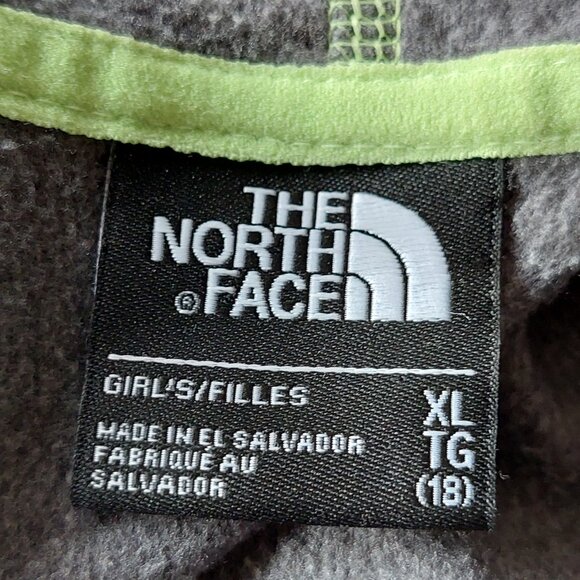 THE
NORTH
FACE
®
GIRL'S/FILLES
XL
MADE IN EL SALVADOR
TG
FABRIQUÉ AU
SALVADOR
(18)